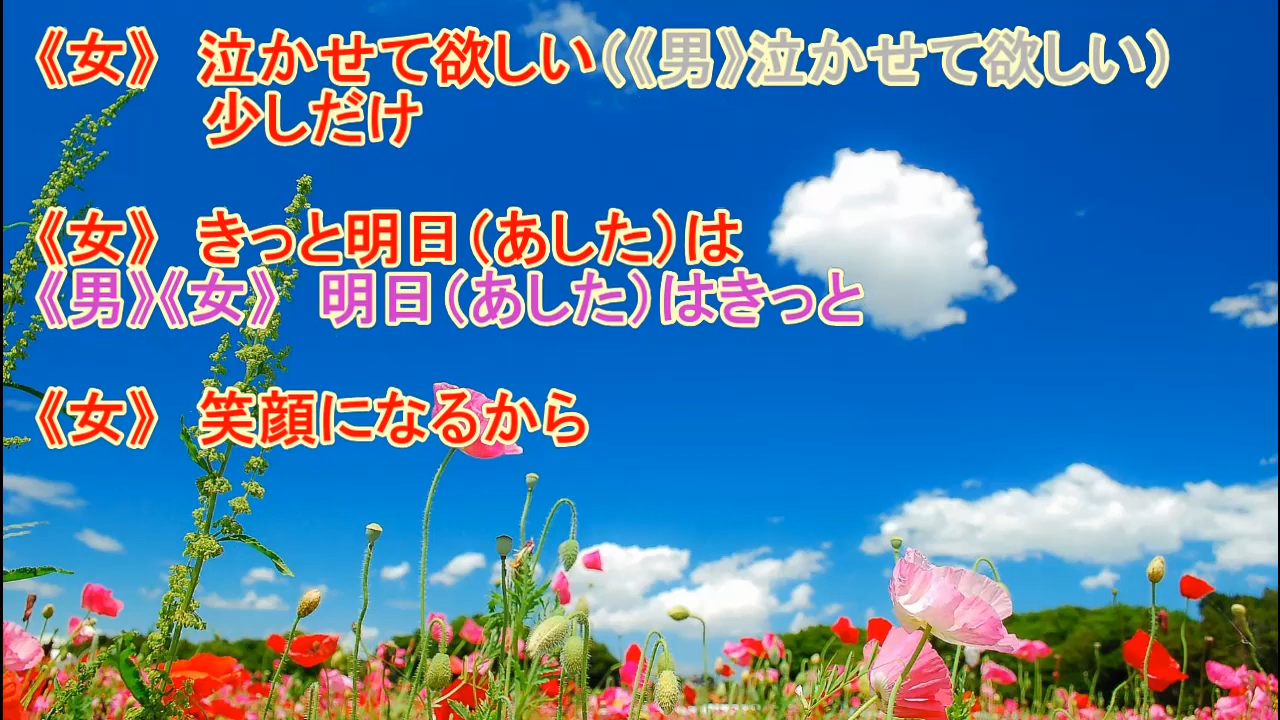 《女》 泣かせて欲しい(《男》泣かせて欲しい)
少しだけ
《女》 きっと明日(あした)は
《男》《女》 明日(あした)はきっと
《女》 笑顔になるから